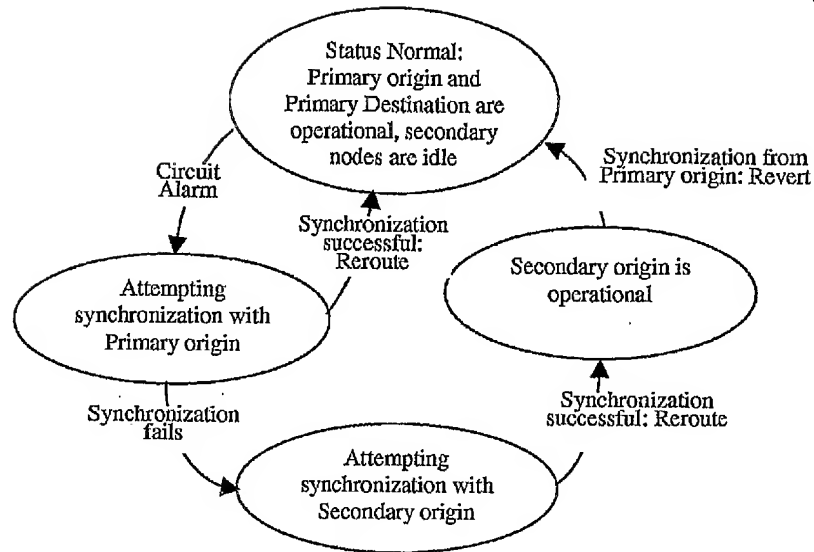 Status Normal:
Primary origin and
Primary Destination are
operational, secondary
nodes are idle
Circuit
Alarm
Synchronization
successful:
Reroute
Synchronization from
Primary origin: Revert
Attempting
synchronization with
Primary origin
Secondary origin is
operational
Synchronization
fails
Synchronization
successful: Reroute
Attempting
synchronization with
Secondary origin